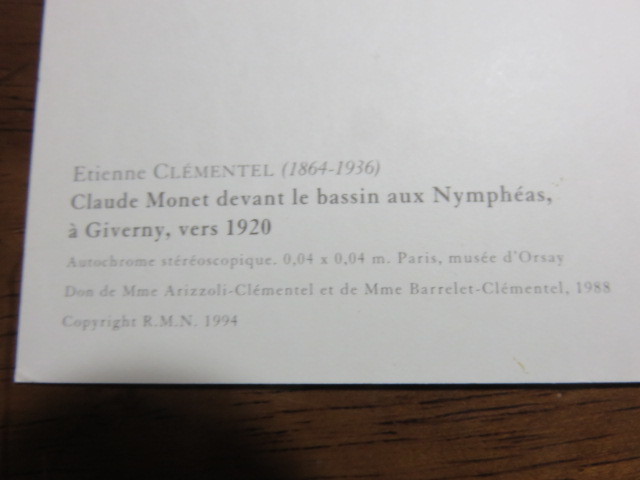 Etienne CLÉMENTEL (1864-1936)
Claude Monet devant le bassin aux Nymphéas,
à Giverny, vers 1920
Autochrome stéréoscopique. 0,04 x 0,04 m. Paris, musée d'Orsay
Don de Mme Arizzoli-Clémentel et de Mme Barrelet-Clémentel, 1988
Copyright R.M.N. 1994